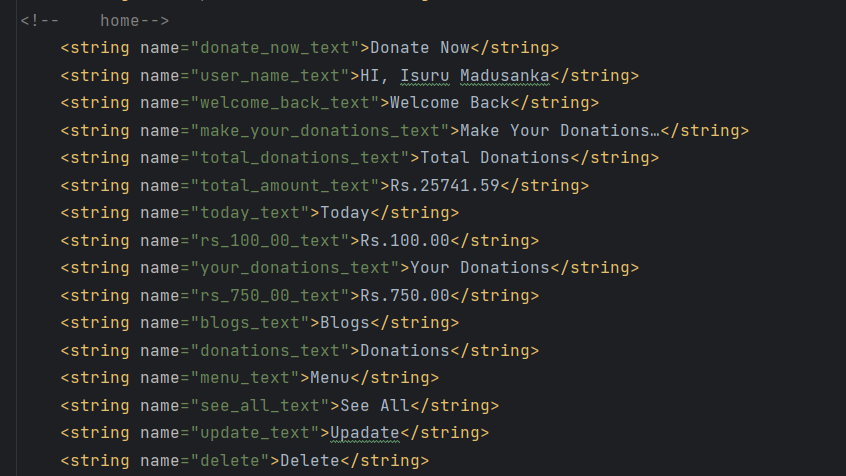 <!--    home-->
    <string name="donate_now_text">Donate Now</string>
    <string name="user_name_text">HI, Isuru Madusanka</string>
    <string name="welcome_back_text">Welcome Back</string>
    <string name="make_your_donations_text">Make Your Donations…</string>
    <string name="total_donations_text">Total Donations</string>
    <string name="total_amount_text">Rs.25741.59</string>
    <string name="today_text">Today</string>
    <string name="rs_100_00_text">Rs.100.00</string>
    <string name="your_donations_text">Your Donations</string>
    <string name="rs_750_00_text">Rs.750.00</string>
    <string name="blogs_text">Blogs</string>
    <string name="donations_text">Donations</string>
    <string name="menu_text">Menu</string>
    <string name="see_all_text">See All</string>
    <string name="update_text">Upadate</string>
    <string name="delete">Delete</string>